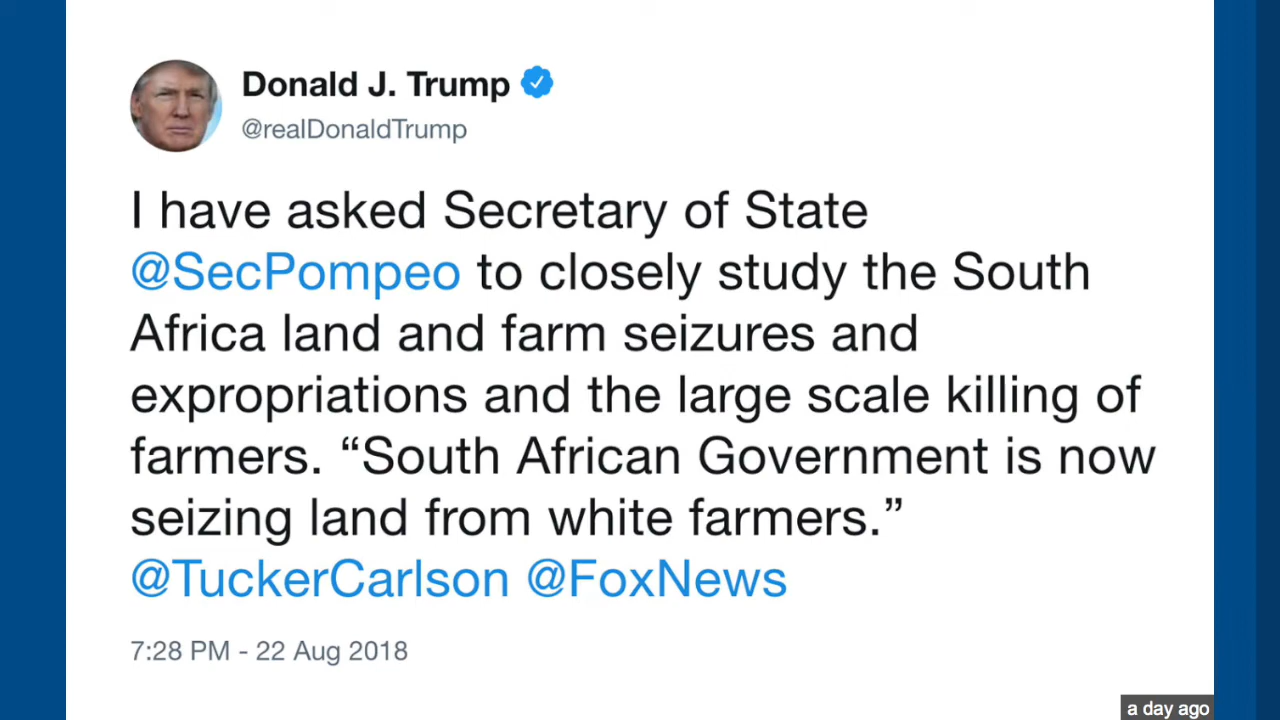 Donald J. Trump
@realDonaldTrump
I have asked Secretary of State
@SecPompeo to closely study the South
Africa land and farm seizures and
expropriations and the large scale killing of
farmers. “South African Government is now
seizing land from white farmers.”
@TuckerCarlson @FoxNews
7:28 PM - 22 Aug 2018
a day ago